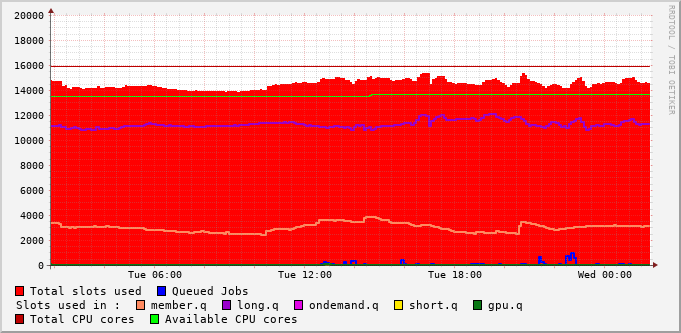 20000
18000
16000
14000
12000
10000
8000
6000
4000
2000
0
Tue 06:00 Tue 12:00 Tue 18:00 Wed 00:00
Total slots used Queued Jobs
Slots used in : member.q long.q ondemand.q short.q gpu.q
Total CPU cores Available CPU cores
RRDTOOL / TOBI OETIKER